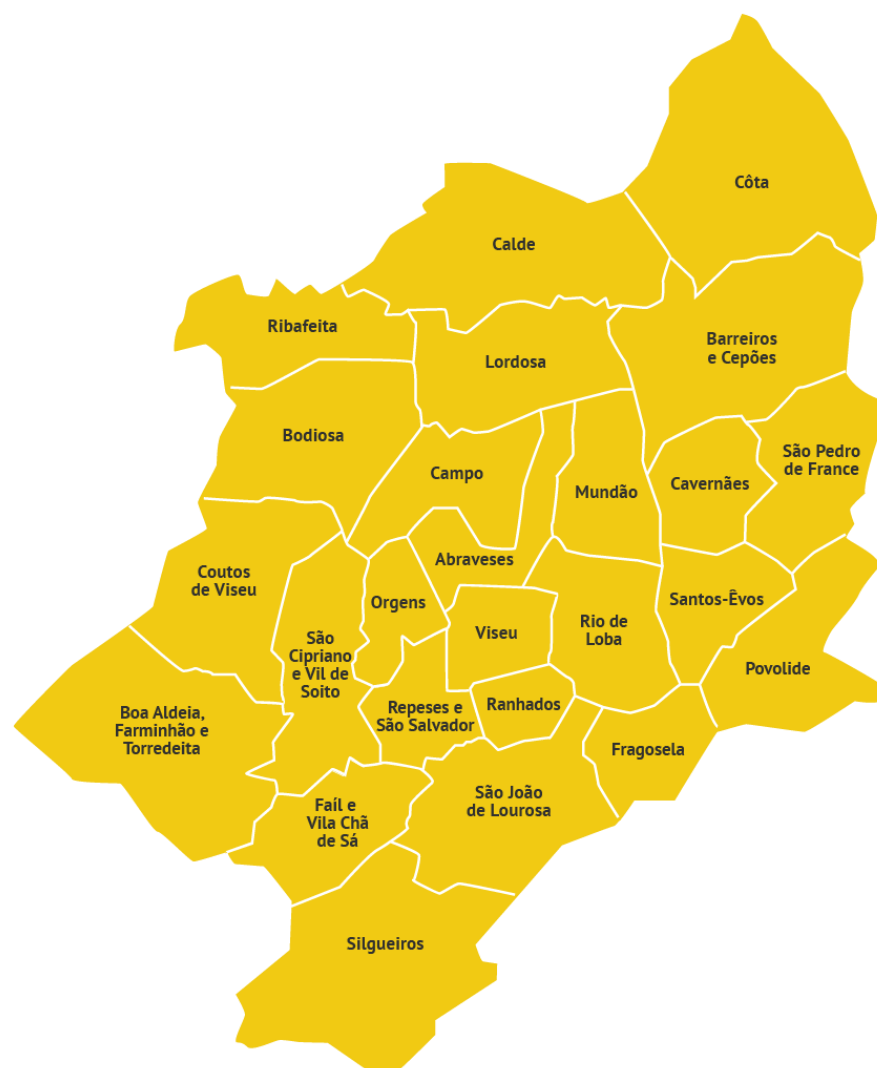 Côta
Calde
Ribafeita
Barreiros
e Cepões
Lordosa
Bodiosa
São Pedro
de France
Campo
Cavernães
Mundão
Abraveses
Coutos
de Viseu
Orgens
Santos-Êvos
Rio de
Loba
Viseu
São
Cipriano
e Vil de
Soito
Povolide
Ranhados
Repeses e
São Salvador
Boa Aldeia,
Farminhão e
Torredeita
Fragosela
São João
de Lourosa
Faíl e
Vila Chã
de Sá
Silgueiros